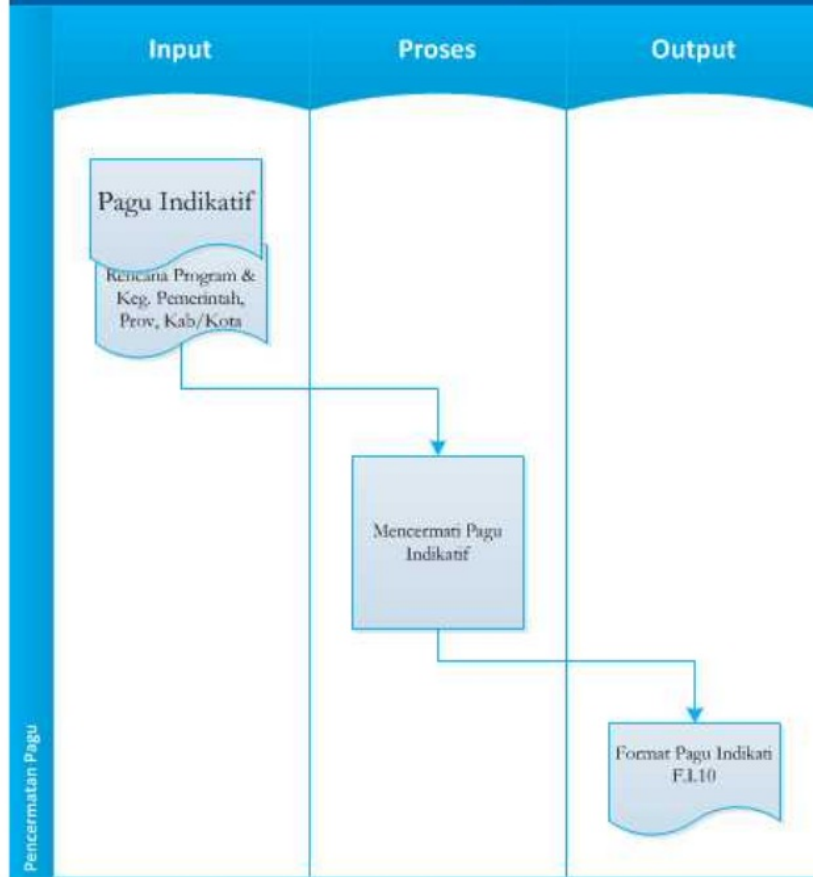 Input
Proses
Output
Pagu Indikatif
Rencana Program &
Keg. Pemerintah,
Prov, Kab/Kota
Mencermati Pagu
Indikatif
Format Pagu Indikati
F.I.10
Pencermatan Pagu